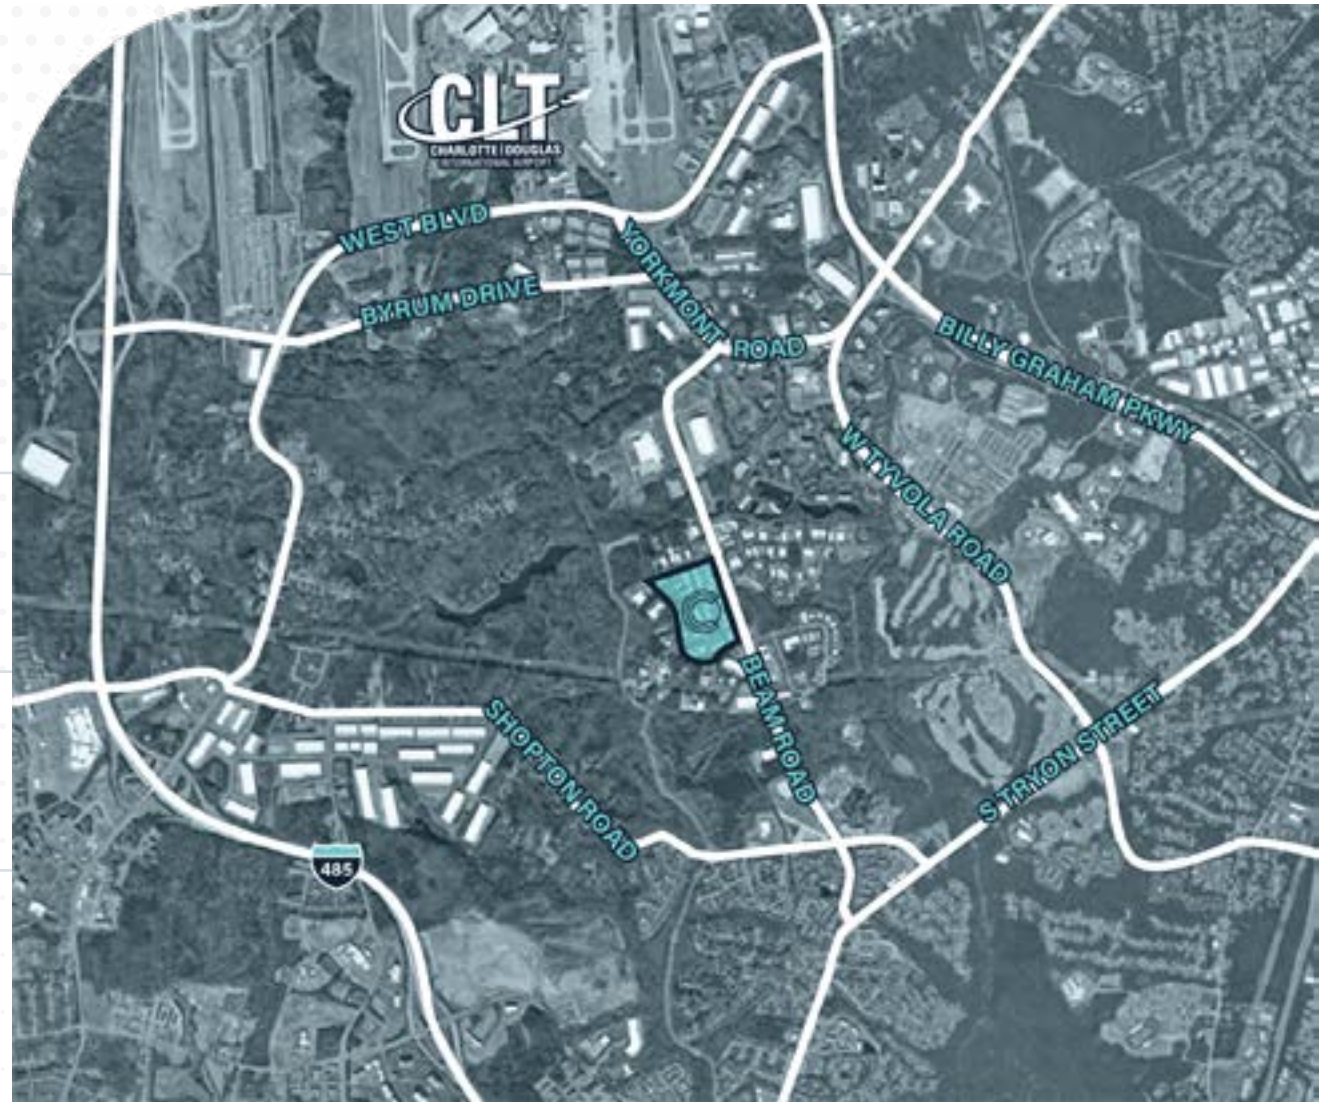 CLT
CHARLOTTE | DOUGLAS
INTERNATIONAL AIRPORT
WEST BLVD
YORKMONT ROAD
BYRUM DRIVE
BILLY GRAHAM PKWY
W TYVOLA ROAD
C
BEAM ROAD
S TRYON STREET
SHOPTON ROAD
485